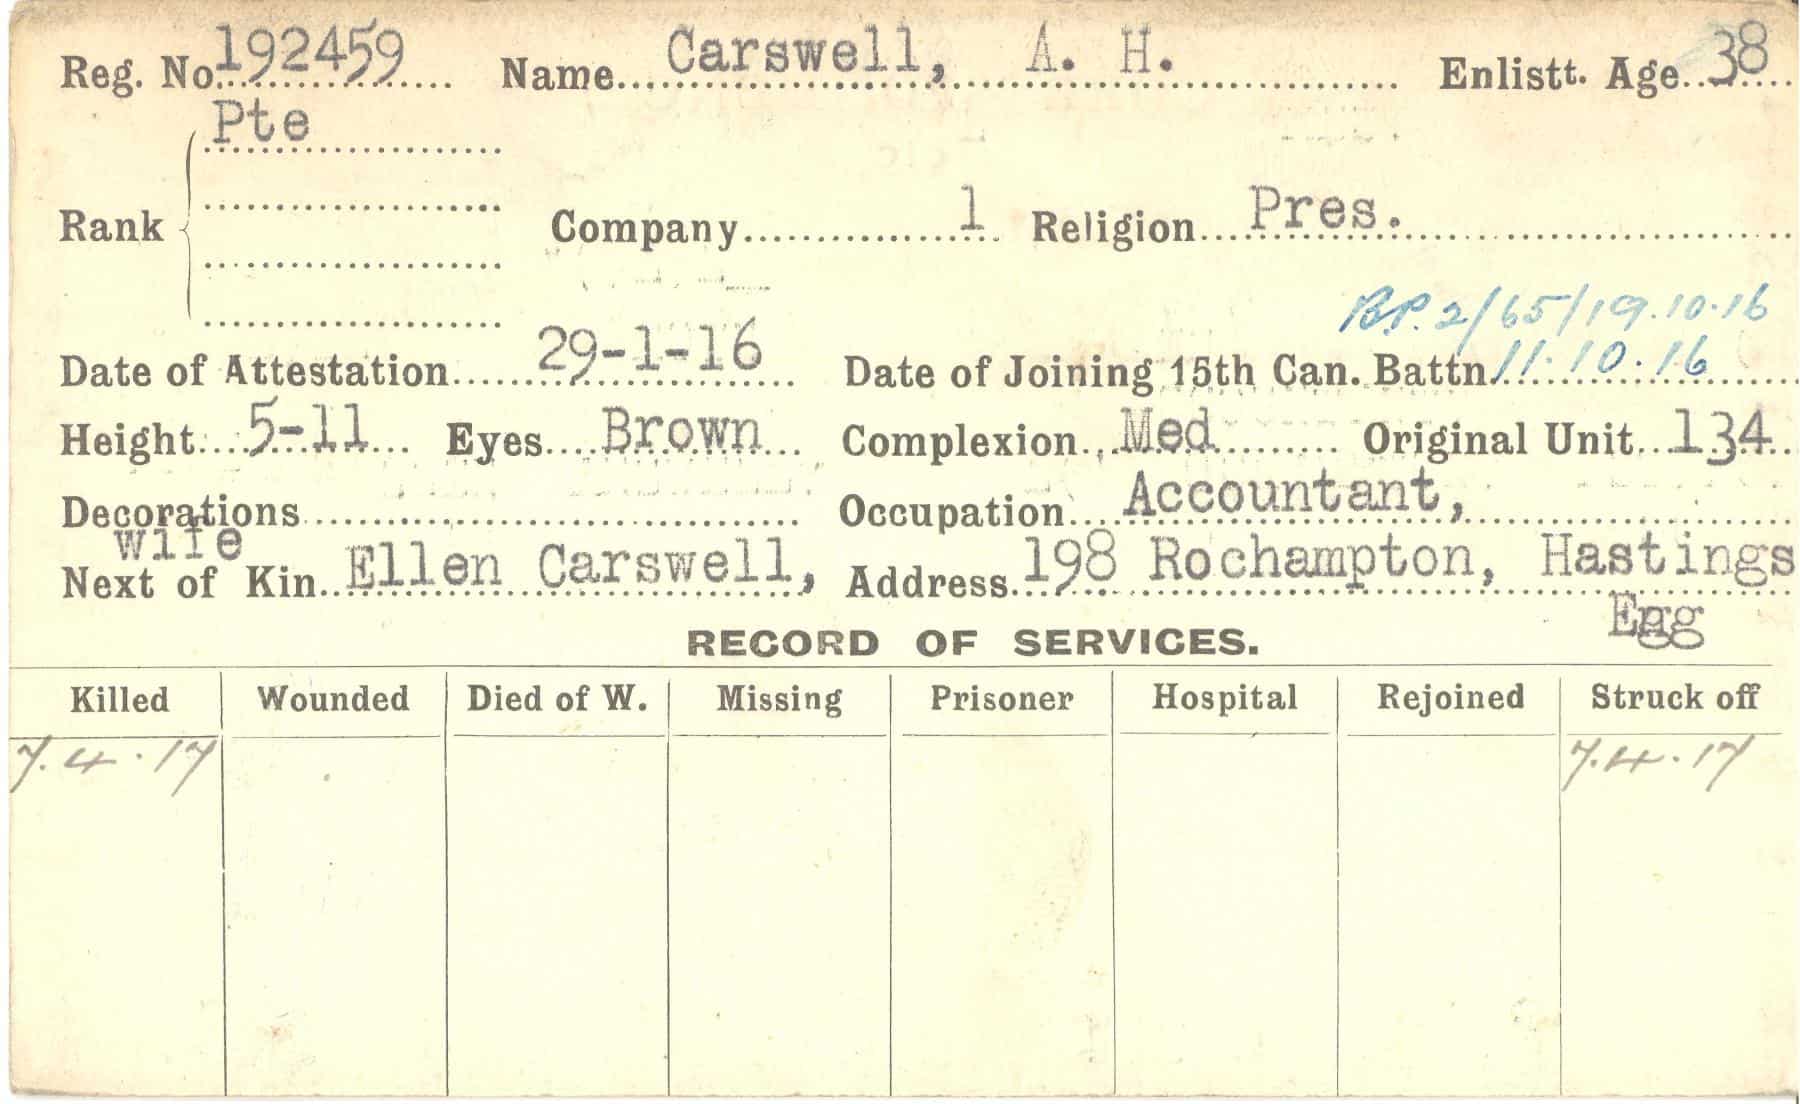 Reg. No. 192459 Name Carswell, A. H. Enlistt. Age 38
Pte
Rank Company 1 Religion Pres.
B.P. 2/65/19.10.16
Date of Attestation 29-1-16 Date of Joining 15th Can. Battn. 11.10.16
Height 5-11 Eyes Brown Complexion Med Original Unit 134
Decorations Occupation Accountant,
wife
Next of Kin Ellen Carswell, Address 198 Rochampton, Hastings
Eng
RECORD OF SERVICES.
Killed Wounded Died of W. Missing Prisoner Hospital Rejoined Struck off
7.4.17 7.4.17